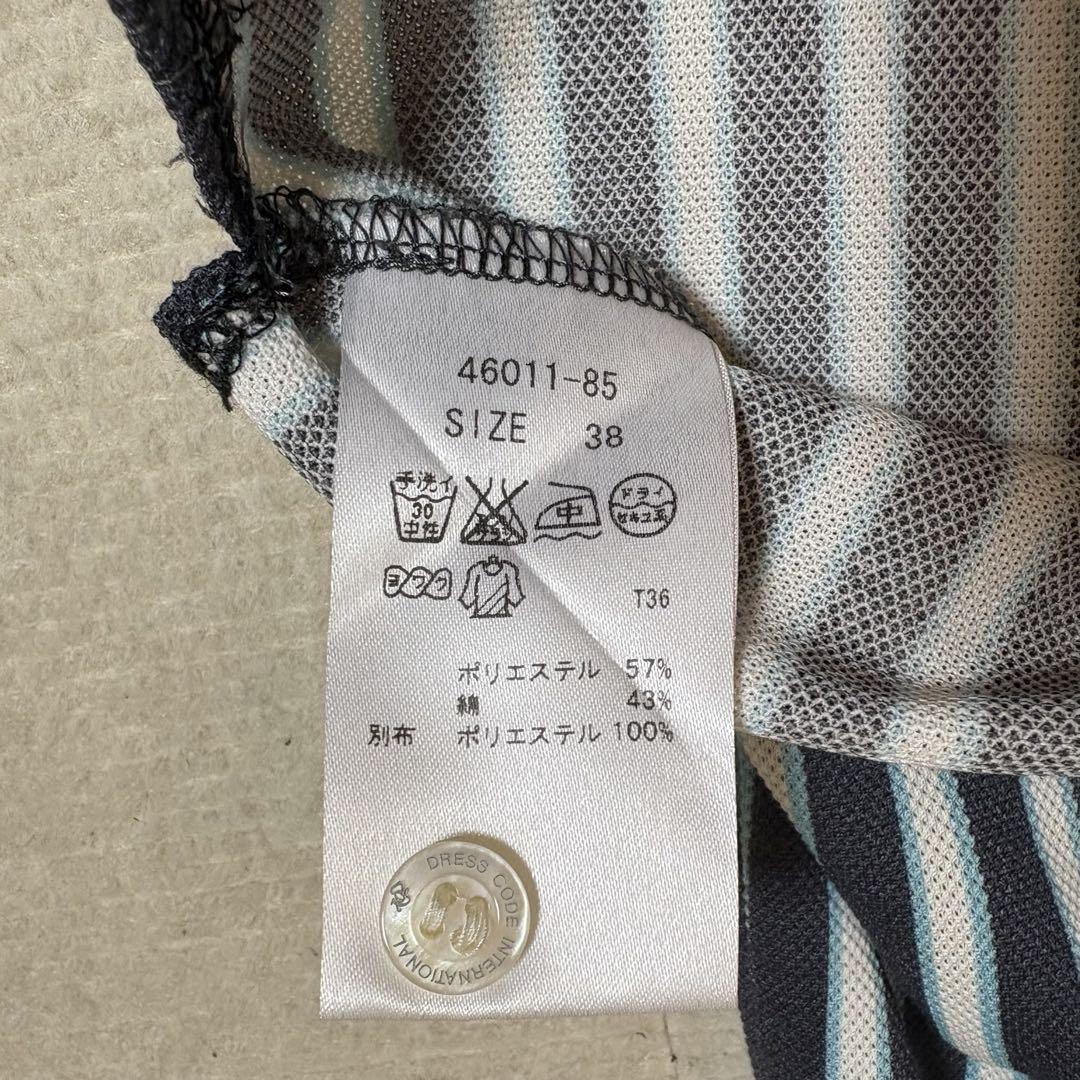 46011-85
SIZE 38
手洗イ
30
中性
中
ドライ
セキユ系
ヨワク
T36
ポリエステル 57%
綿 43%
別布 ポリエステル 100%
DRESS CODE INTERNATIONAL